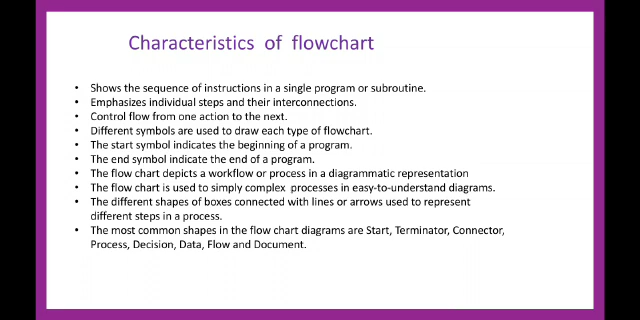 Characteristics of flowchart
• Shows the sequence of instructions in a single program or subroutine.
• Emphasizes individual steps and their interconnections.
• Control flow from one action to the next.
• Different symbols are used to draw each type of flowchart.
• The start symbol indicates the beginning of a program.
• The end symbol indicate the end of a program.
• The flow chart depicts a workflow or process in a diagrammatic representation
• The flow chart is used to simply complex processes in easy-to-understand diagrams.
• The different shapes of boxes connected with lines or arrows used to represent
different steps in a process.
• The most common shapes in the flow chart diagrams are Start, Terminator, Connector,
Process, Decision, Data, Flow and Document.